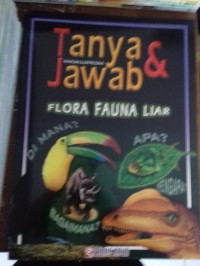 Tanya
&
Jawab
FLORA FAUNA LIAR
DI MANA?
APA?
MENGAPA?
BAGAIMANA?